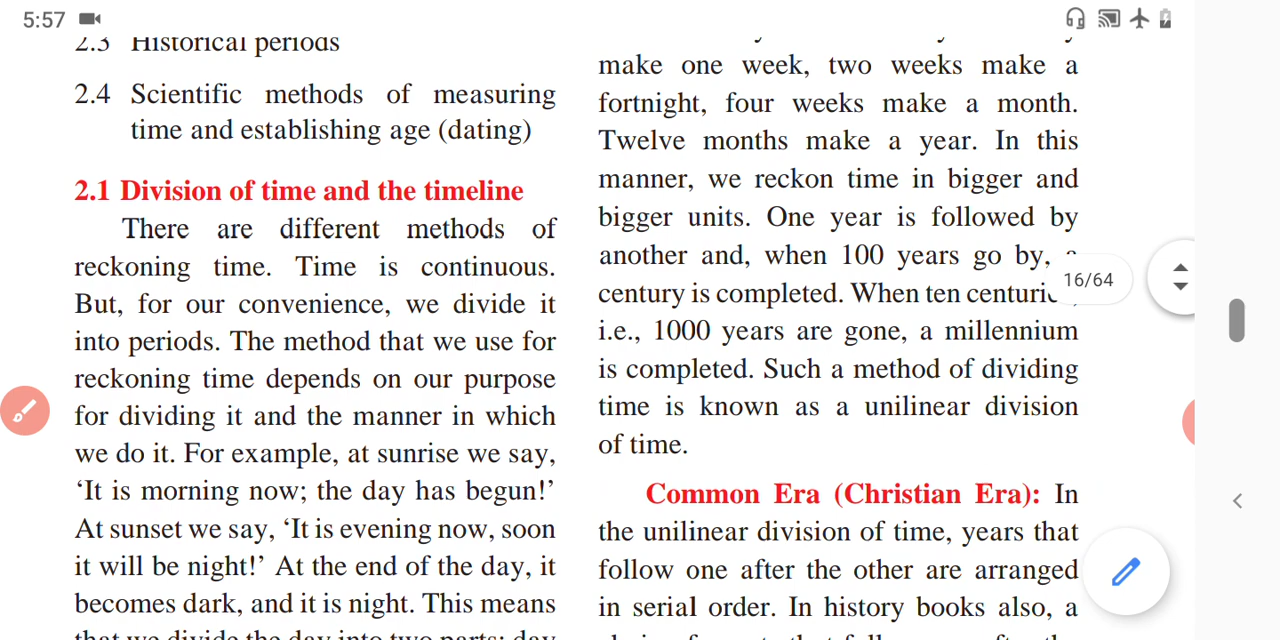 5:57
2.3 Historical periods
2.4 Scientific methods of measuring
time and establishing age (dating)
2.1 Division of time and the timeline
There are different methods of
reckoning time. Time is continuous.
But, for our convenience, we divide it
into periods. The method that we use for
reckoning time depends on our purpose
for dividing it and the manner in which
we do it. For example, at sunrise we say,
‘It is morning now; the day has begun!’
At sunset we say, ‘It is evening now, soon
it will be night!’ At the end of the day, it
becomes dark, and it is night. This means
that we divide the day into two parts: day
make one week, two weeks make a
fortnight, four weeks make a month.
Twelve months make a year. In this
manner, we reckon time in bigger and
bigger units. One year is followed by
another and, when 100 years go by,
century is completed. When ten
i.e., 1000 years are gone, a millennium
is completed. Such a method of dividing
time is known as a unilinear division
of time.
Common Era (Christian Era): In
the unilinear division of time, years that
follow one after the other are arranged
in serial order. In history books also, a
16/64